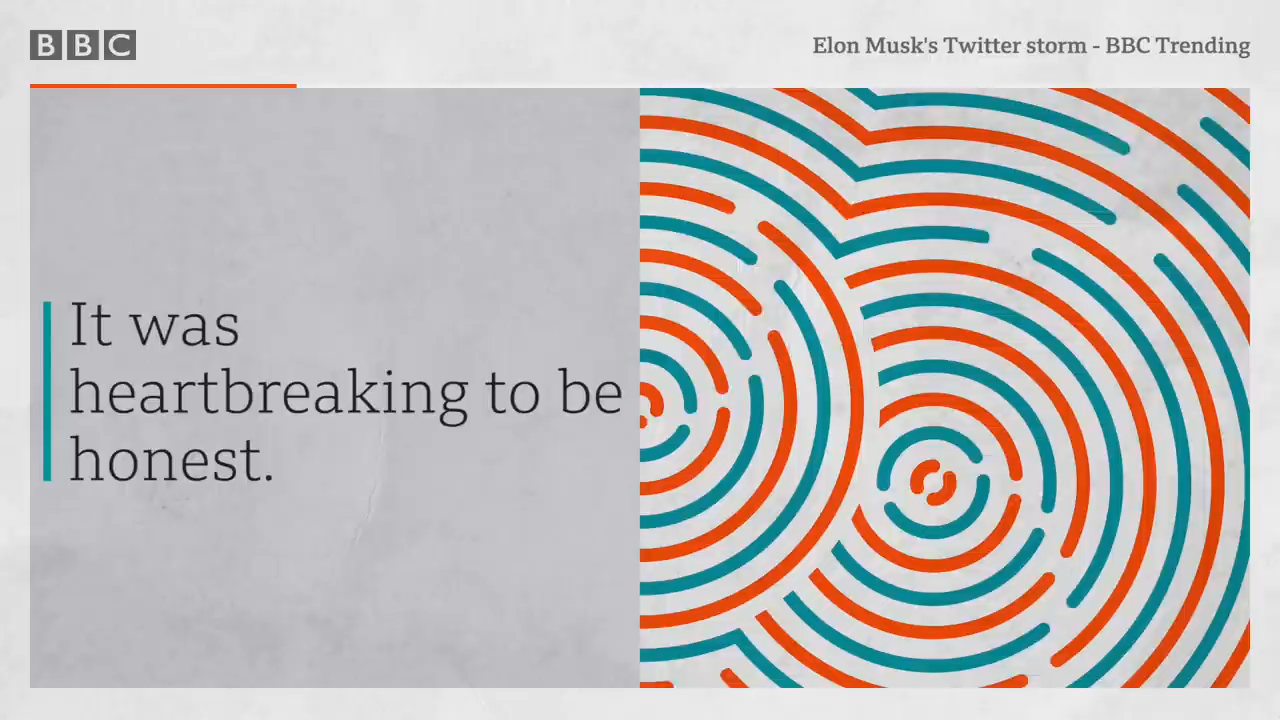 BBC
Elon Musk's Twitter storm - BBC Trending
It was
heartbreaking to be
honest.